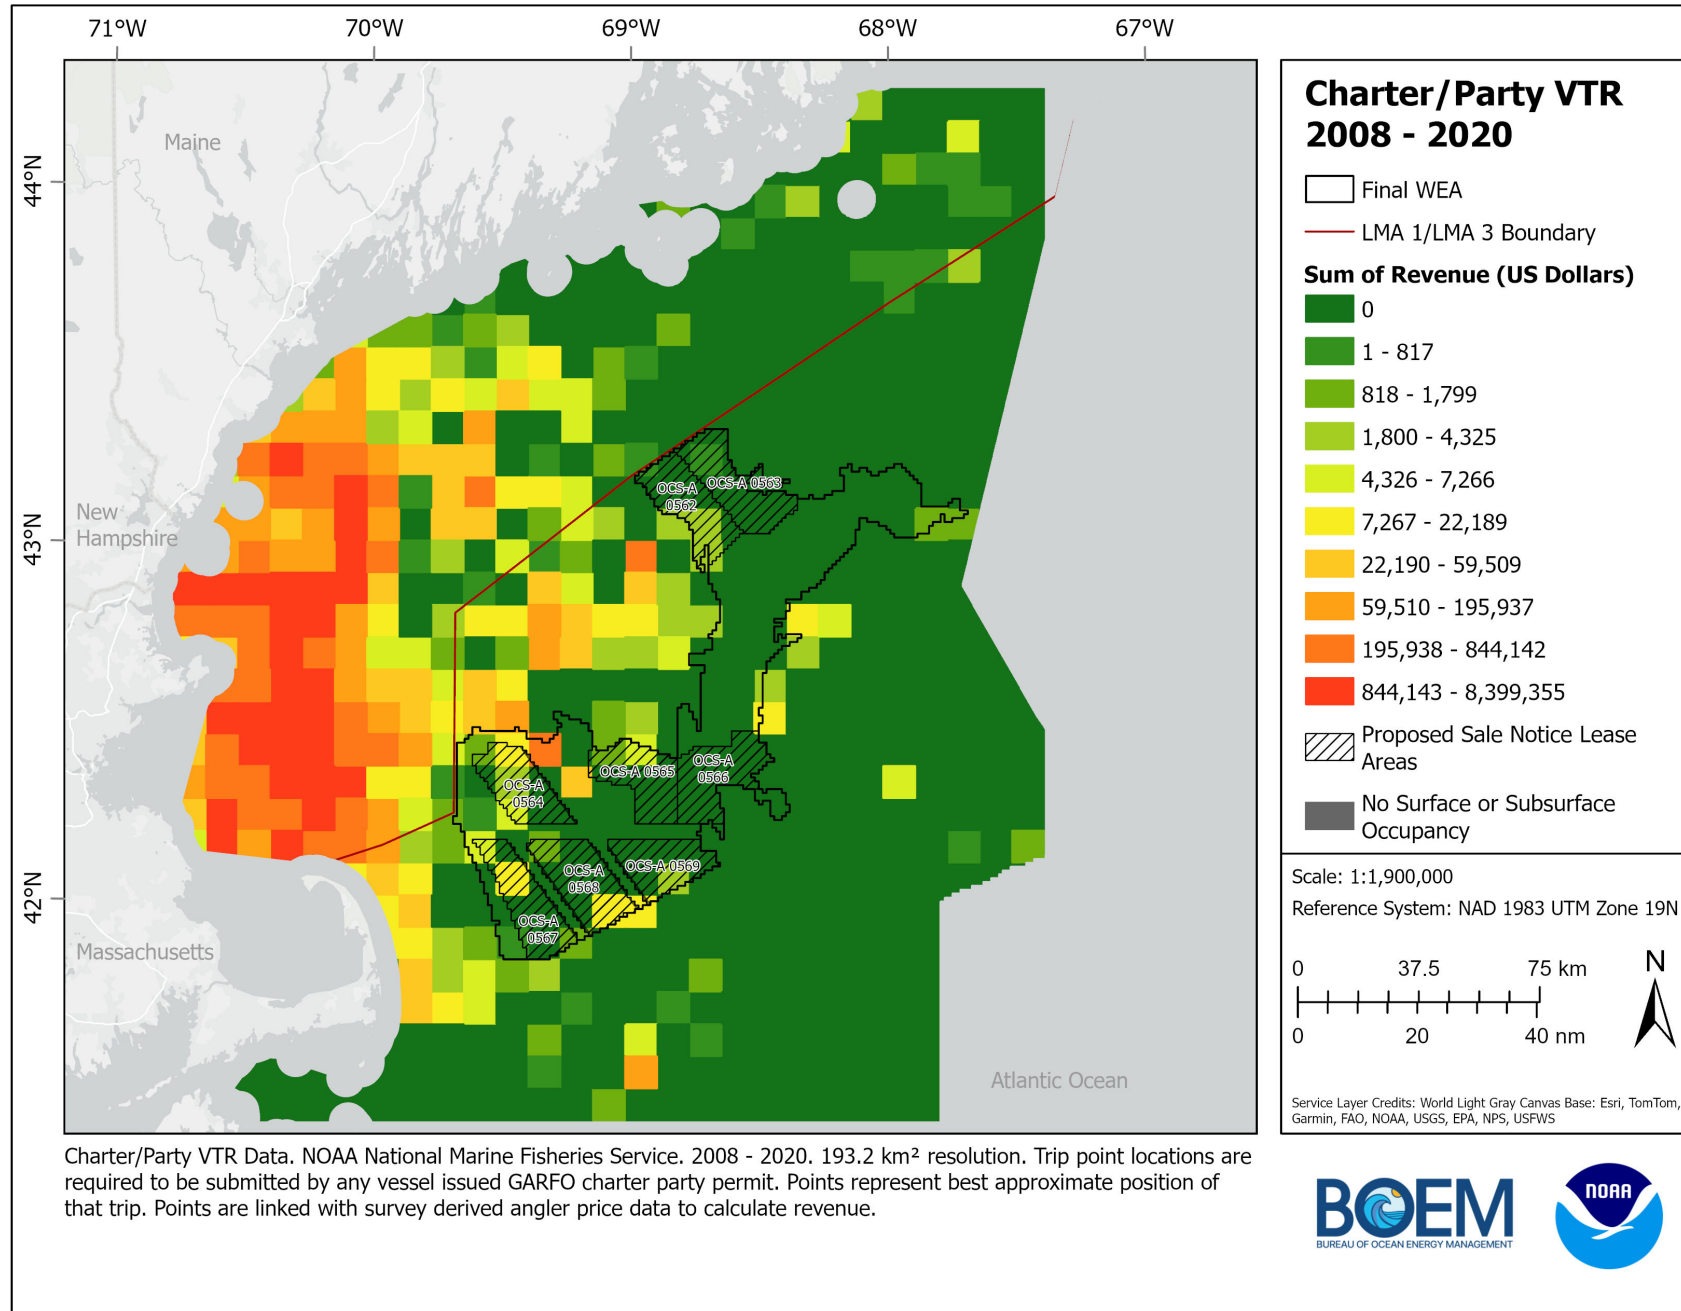 71°W
70°W
69°W
68°W
67°W
44°N
43°N
42°N
Maine
New
Hampshire
Massachusetts
Atlantic Ocean
OCS-A
0562
OCS-A 0563
OCS-A
0564
OCS-A 0565
OCS-A
0566
OCS-A
0567
OCS-A
0568
OCS-A 0569
Charter/Party VTR
2008 - 2020
Final WEA
LMA 1/LMA 3 Boundary
Sum of Revenue (US Dollars)
0
1 - 817
818 - 1,799
1,800 - 4,325
4,326 - 7,266
7,267 - 22,189
22,190 - 59,509
59,510 - 195,937
195,938 - 844,142
844,143 - 8,399,355
Proposed Sale Notice Lease
Areas
No Surface or Subsurface
Occupancy
Scale: 1:1,900,000
Reference System: NAD 1983 UTM Zone 19N
0 37.5 75 km
0 20 40 nm
N
Service Layer Credits: World Light Gray Canvas Base: Esri, TomTom,
Garmin, FAO, NOAA, USGS, EPA, NPS, USFWS
Charter/Party VTR Data. NOAA National Marine Fisheries Service. 2008 - 2020. 193.2 km² resolution. Trip point locations are
required to be submitted by any vessel issued GARFO charter party permit. Points represent best approximate position of
that trip. Points are linked with survey derived angler price data to calculate revenue.
BOEM
BUREAU OF OCEAN ENERGY MANAGEMENT
NOAA